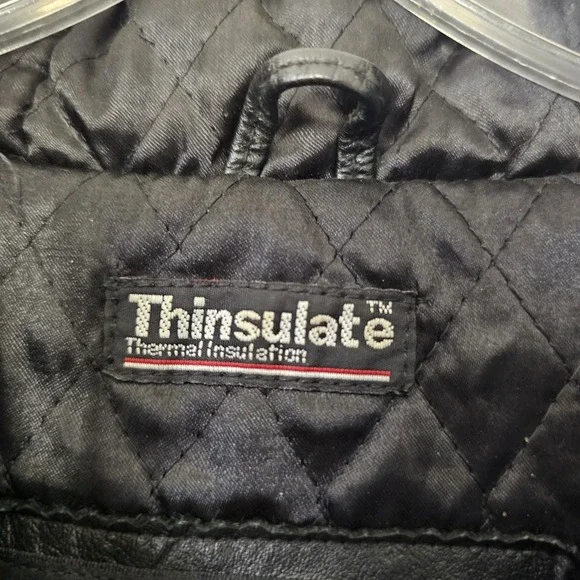 Thinsulate™
Thermal Insulation